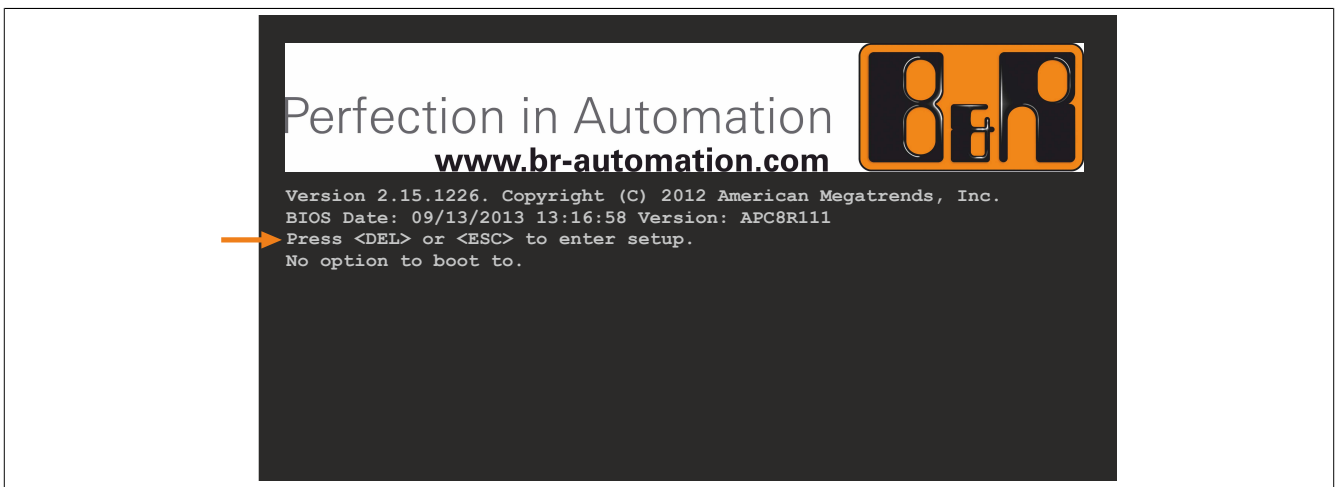 Perfection in Automation
www.br-automation.com
B&R
Version 2.15.1226. Copyright (C) 2012 American Megatrends, Inc.
BIOS Date: 09/13/2013 13:16:58 Version: APC8R111
Press <DEL> or <ESC> to enter setup.
No option to boot to.